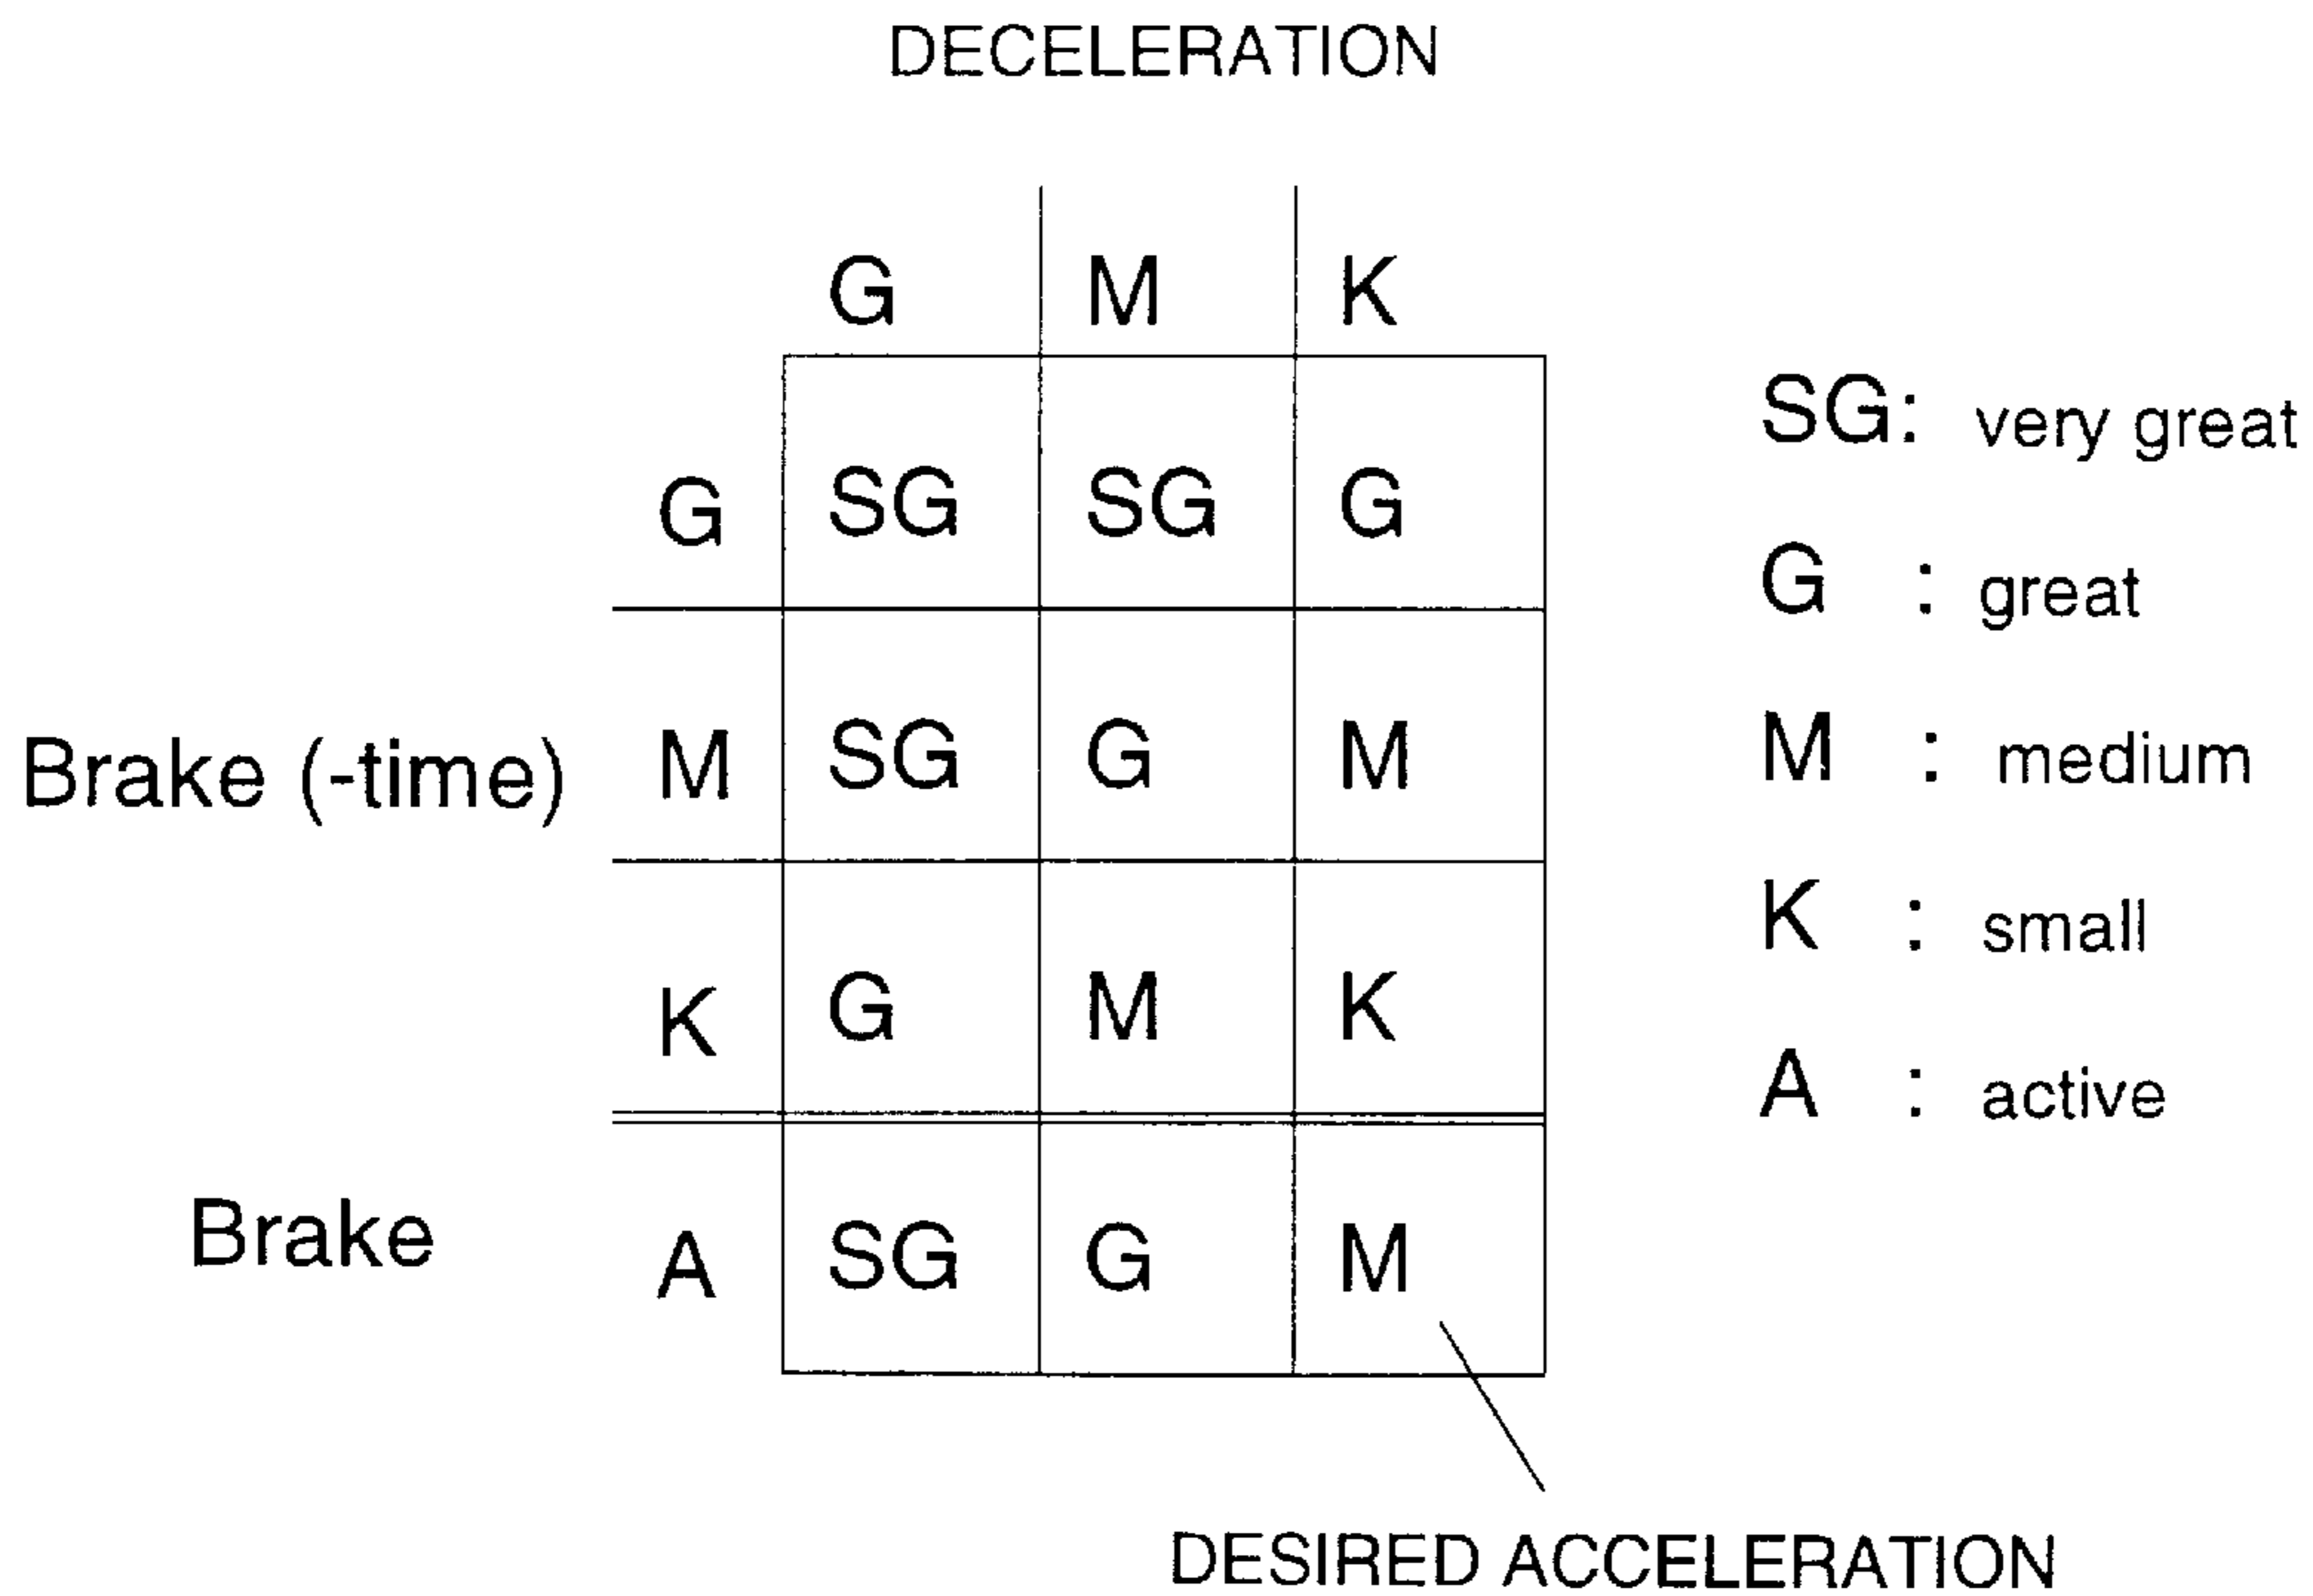 DECELERATION
G M K
SG: very great
G SG SG G
G : great
Brake (-time) M SG G M
M : medium
K : small
K G M K
A : active
Brake A SG G M
DESIRED ACCELERATION